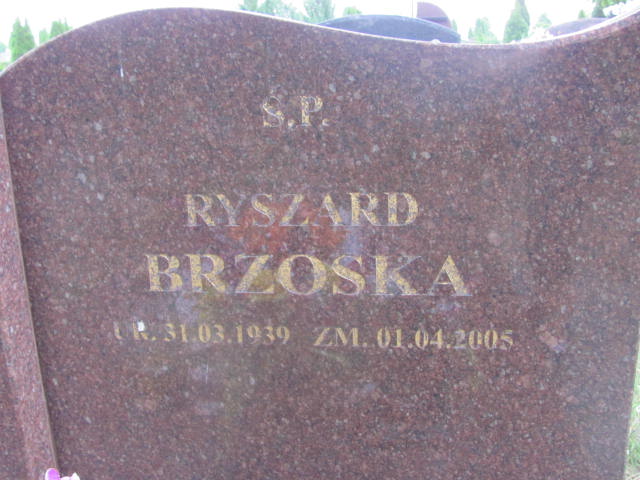 Ś.P.
RYSZARD
BRZOSKA
UR. 31.03.1939 ZM. 01.04.2005